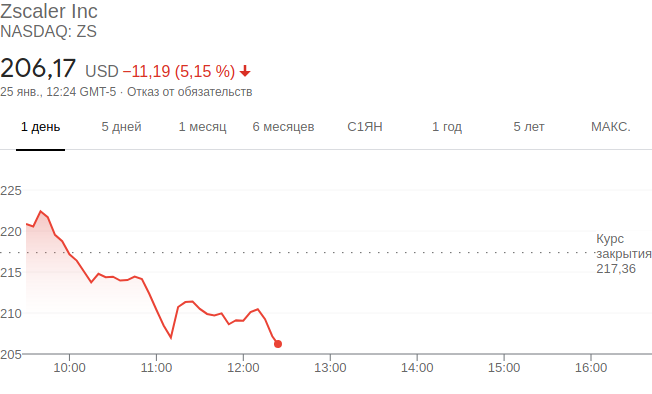 Zscaler Inc
NASDAQ: ZS
206,17 USD −11,19 (5,15 %)
25 янв., 12:24 GMT-5 · Отказ от обязательств
1 день 5 дней 1 месяц 6 месяцев С1ЯН 1 год 5 лет МАКС.
225
220
Курс
закрытия
215
217,36
210
205
10:00 11:00 12:00 13:00 14:00 15:00 16:00